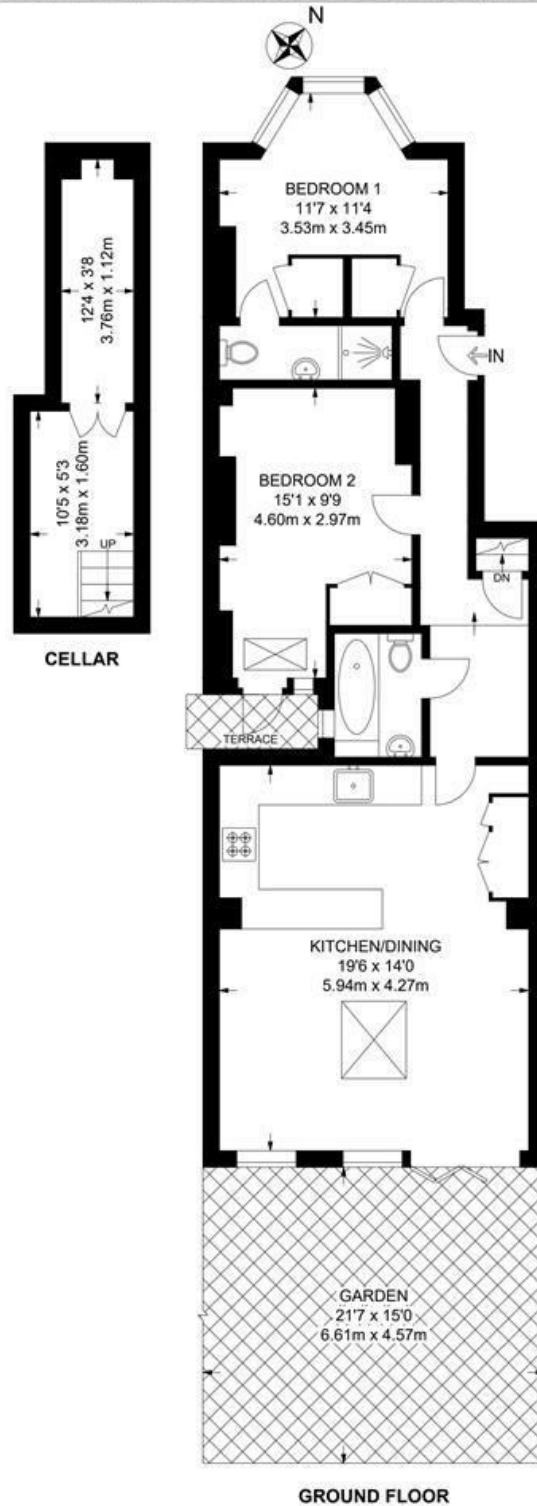 N
BEDROOM 1
11'7 x 11'4
3.53m x 3.45m
12'4 x 3'8
3.76m x 1.12m
IN
BEDROOM 2
15'1 x 9'9
4.60m x 2.97m
10'5 x 5'3
3.18m x 1.60m
UP
DN
CELLAR
TERRACE
KITCHEN/DINING
19'6 x 14'0
5.94m x 4.27m
GARDEN
21'7 x 15'0
6.61m x 4.57m
GROUND FLOOR